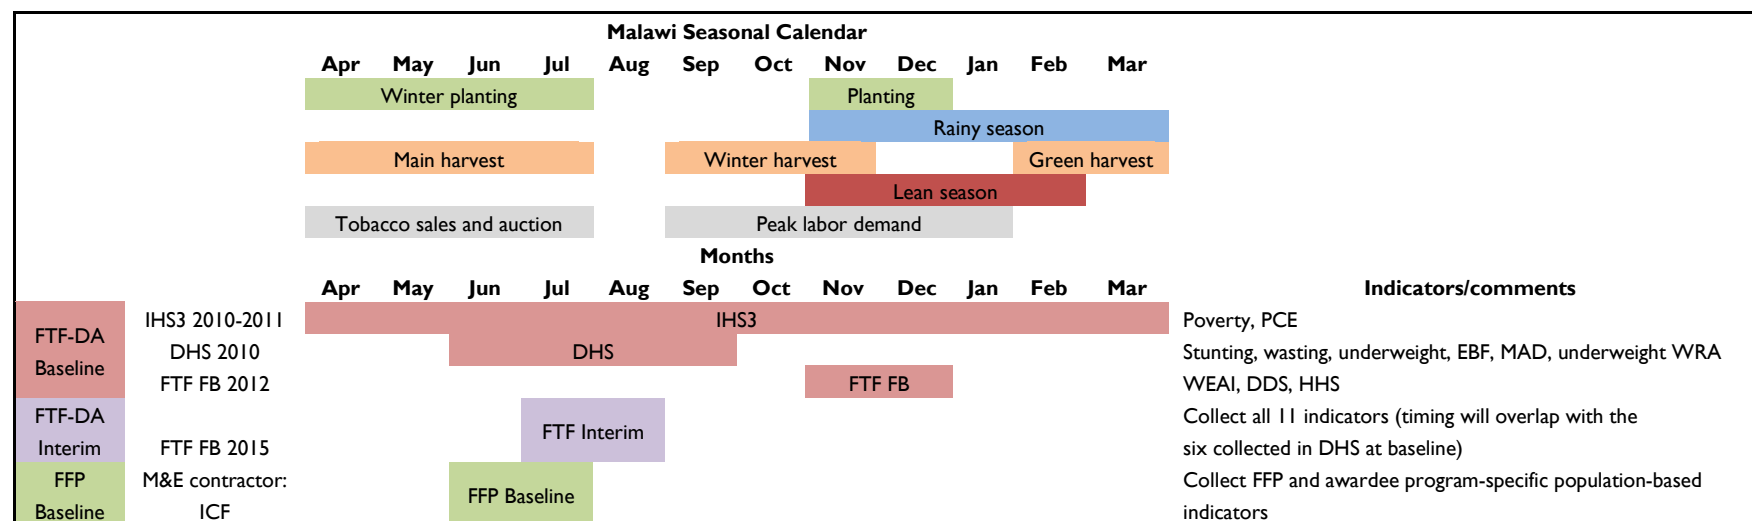 Malawi Seasonal Calendar
Apr May Jun Jul Aug Sep Oct Nov Dec Jan Feb Mar
Winter planting Planting
Rainy season
Main harvest Winter harvest Green harvest
Lean season
Tobacco sales and auction Peak labor demand
Months
Apr May Jun Jul Aug Sep Oct Nov Dec Jan Feb Mar Indicators/comments
FTF-DA Baseline
IHS3 2010-2011 IHS3 Poverty, PCE
DHS 2010 DHS Stunting, wasting, underweight, EBF, MAD, underweight WRA
FTF FB 2012 FTF FB WEAI, DDS, HHS
FTF-DA Collect all 11 indicators (timing will overlap with the
Interim FTF FB 2015 FTF Interim six collected in DHS at baseline)
FFP M&E contractor: Collect FFP and awardee program-specific population-based
Baseline ICF FFP Baseline indicators